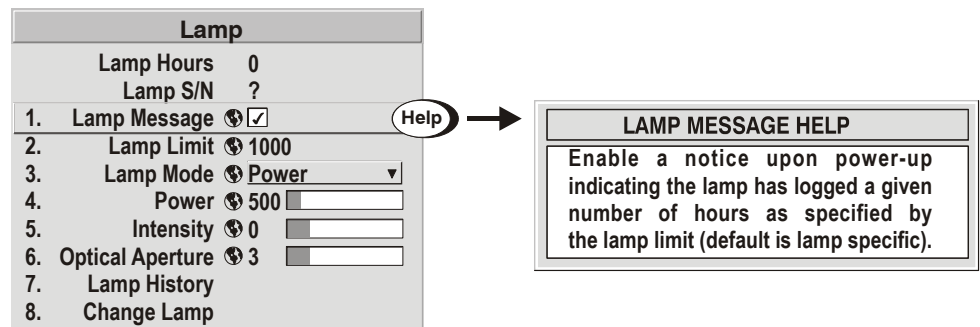 Lamp
Lamp Hours 0
Lamp S/N ?
1. Lamp Message
2. Lamp Limit 1000
3. Lamp Mode Power
4. Power 500
5. Intensity 0
6. Optical Aperture 3
7. Lamp History
8. Change Lamp
Help
LAMP MESSAGE HELP
Enable a notice upon power-up
indicating the lamp has logged a given
number of hours as specified by
the lamp limit (default is lamp specific).